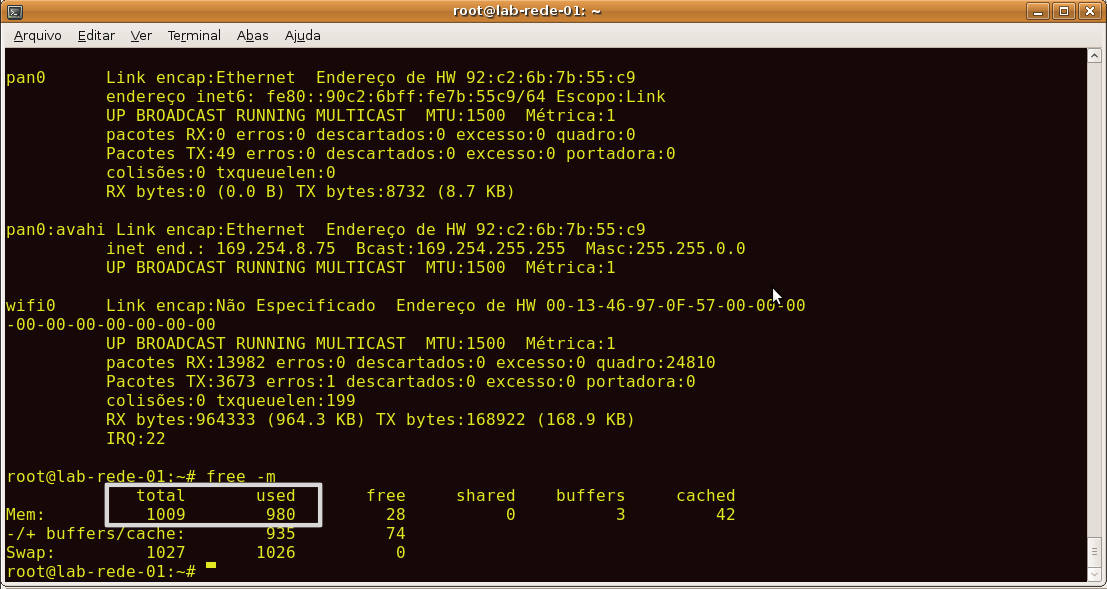 root@lab-rede-01: ~
Arquivo Editar Ver Terminal Abas Ajuda
pan0 Link encap:Ethernet Endereço de HW 92:c2:6b:7b:55:c9
endereço inet6: fe80::90c2:6bff:fe7b:55c9/64 Escopo:Link
UP BROADCAST RUNNING MULTICAST MTU:1500 Métrica:1
pacotes RX:0 erros:0 descartados:0 excesso:0 quadro:0
Pacotes TX:49 erros:0 descartados:0 excesso:0 portadora:0
colisões:0 txqueuelen:0
RX bytes:0 (0.0 B) TX bytes:8732 (8.7 KB)
pan0:avahi Link encap:Ethernet Endereço de HW 92:c2:6b:7b:55:c9
inet end.: 169.254.8.75 Bcast:169.254.255.255 Masc:255.255.0.0
UP BROADCAST RUNNING MULTICAST MTU:1500 Métrica:1
wifi0 Link encap:Não Especificado Endereço de HW 00-13-46-97-0F-57-00-00-00
-00-00-00-00-00-00-00
UP BROADCAST RUNNING MULTICAST MTU:1500 Métrica:1
pacotes RX:13982 erros:0 descartados:0 excesso:0 quadro:24810
Pacotes TX:3673 erros:1 descartados:0 excesso:0 portadora:0
colisões:0 txqueuelen:199
RX bytes:964333 (964.3 KB) TX bytes:168922 (168.9 KB)
IRQ:22
root@lab-rede-01:~# free -m
total used free shared buffers cached
Mem: 1009 980 28 0 3 42
-/+ buffers/cache: 935 74
Swap: 1027 1026 0
root@lab-rede-01:~#